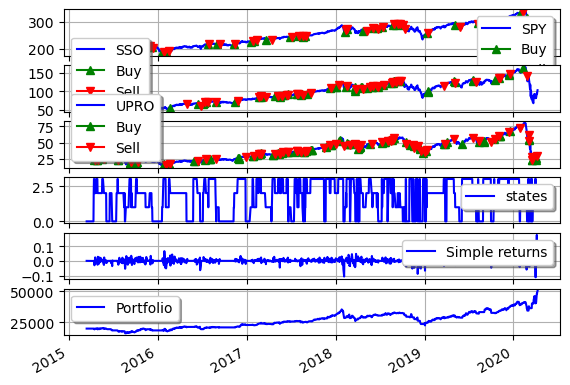 300
200
SPY
Buy
SSO
Buy
Sell
150
100
50
UPRO
Buy
Sell
75
50
25
2.5
0.0
states
0.1
0.0
−0.1
Simple returns
50000
25000
Portfolio
2015
2016
2017
2018
2019
2020